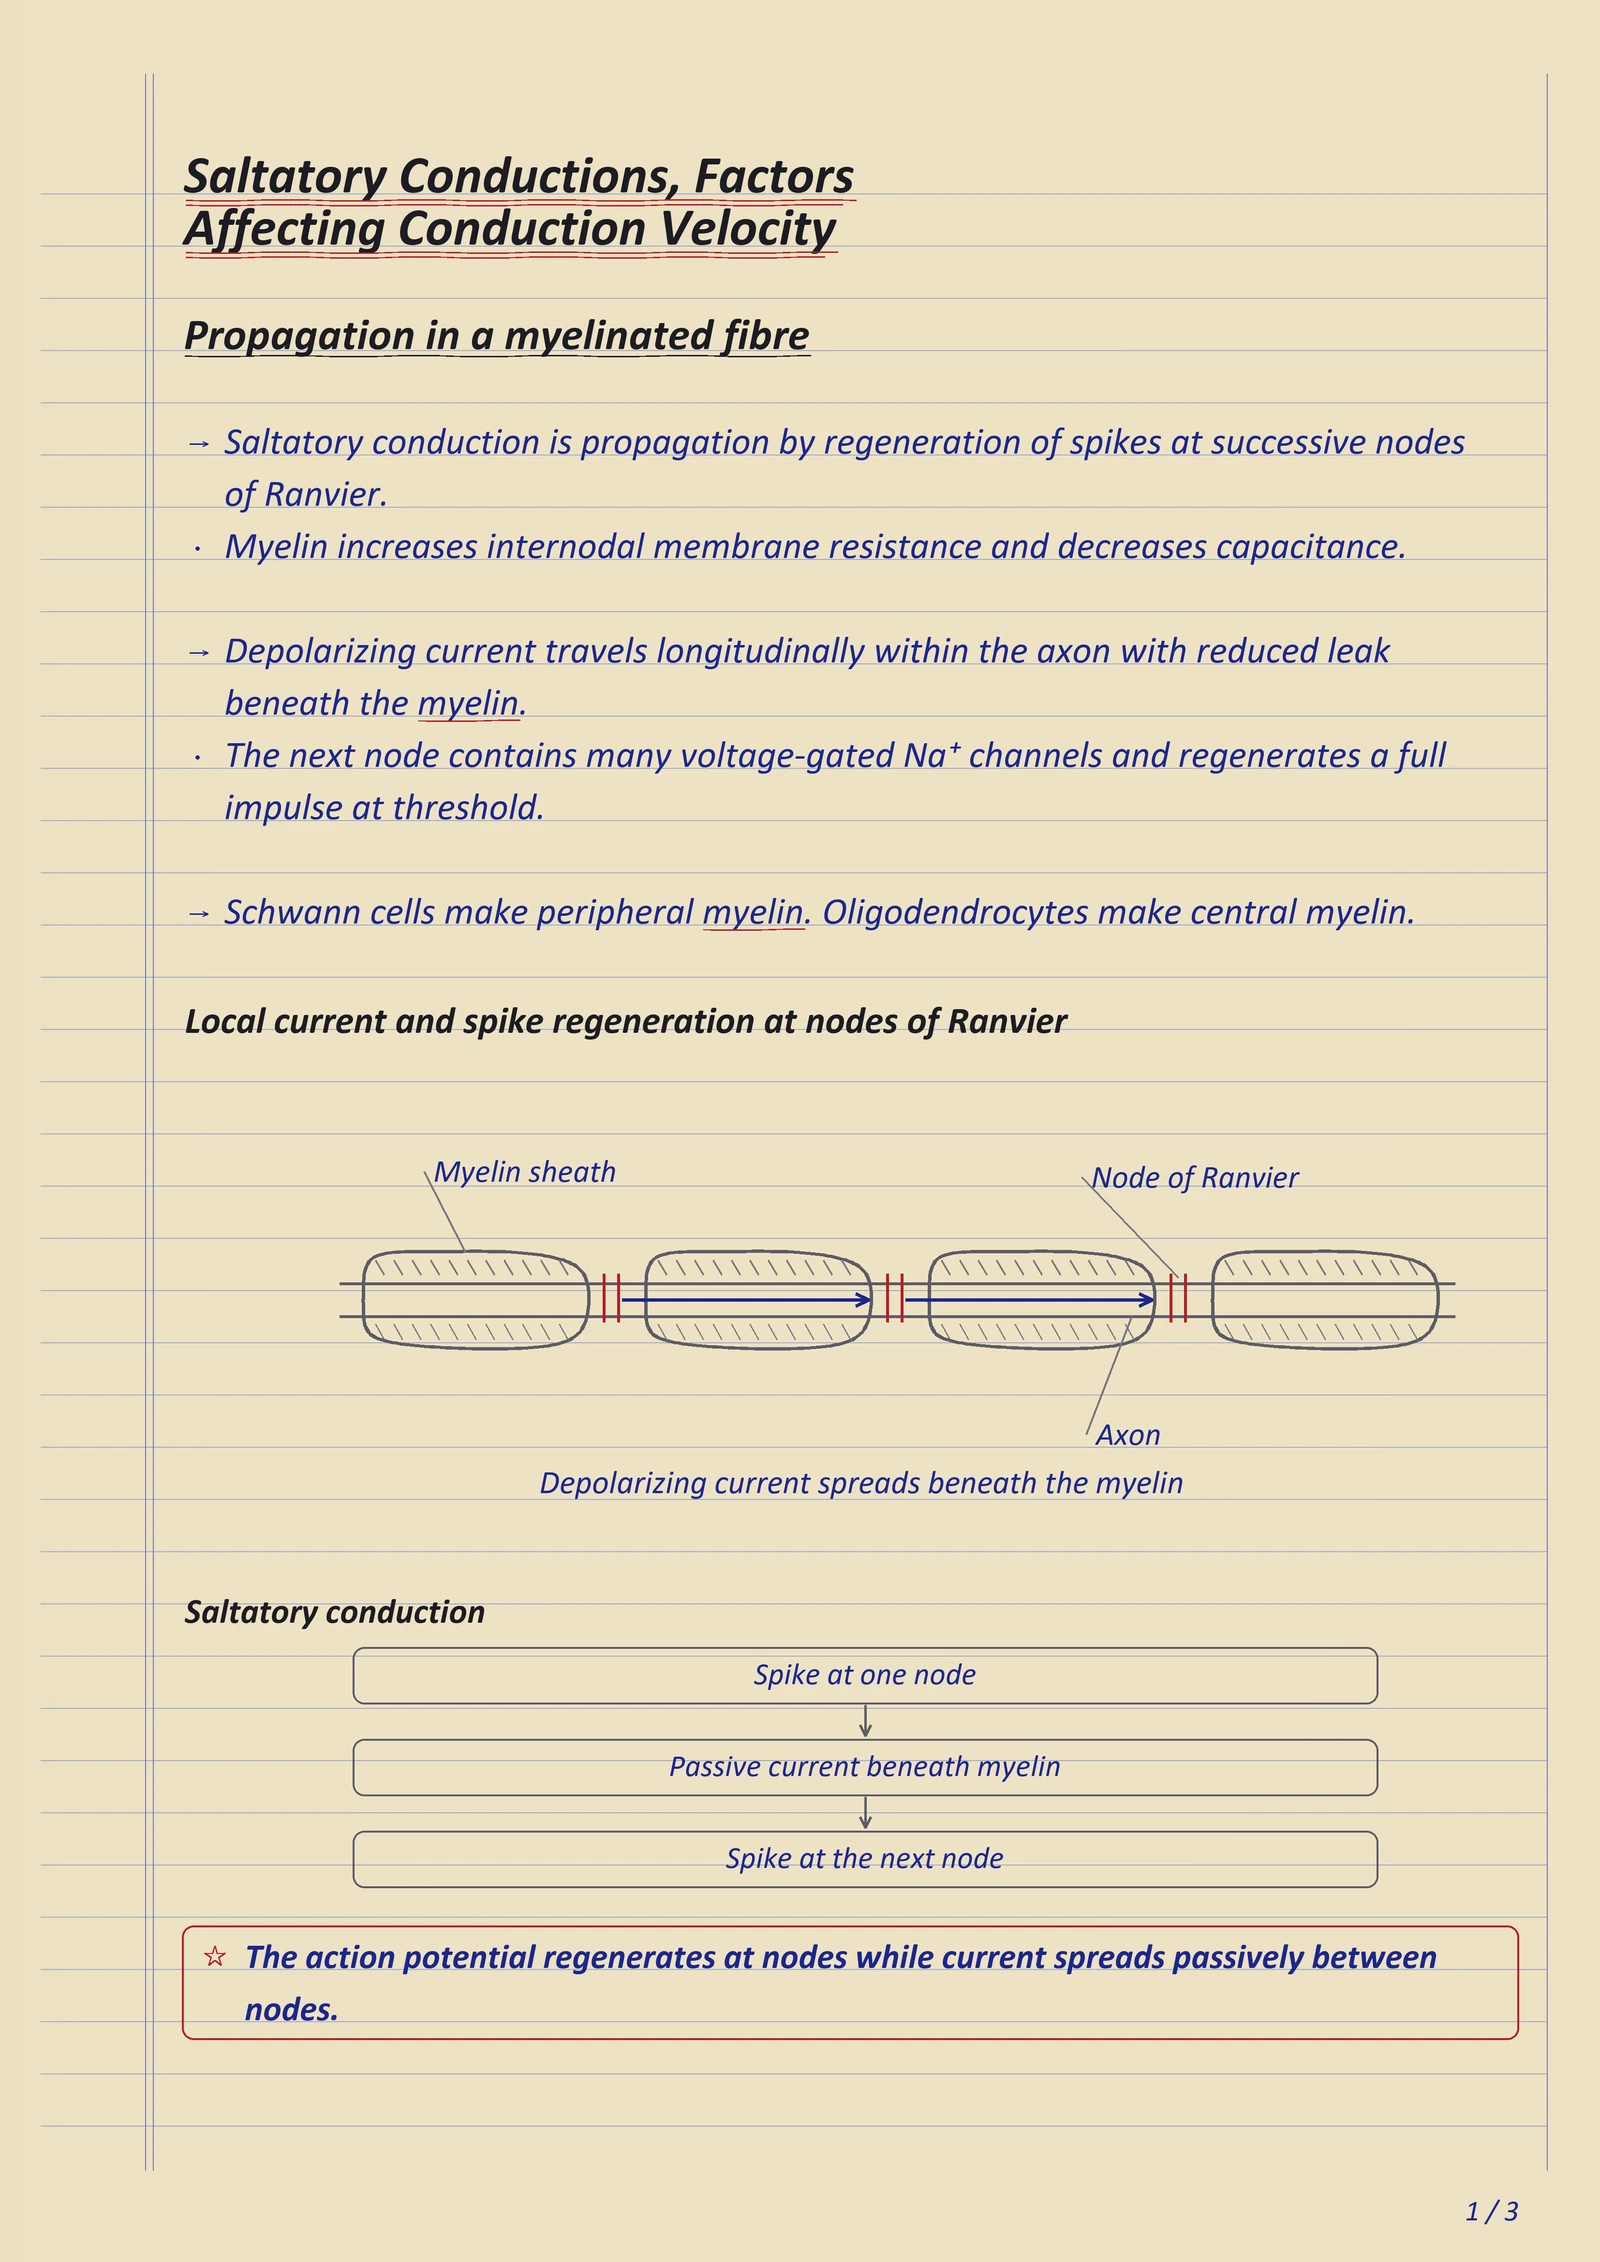 Saltatory Conductions, Factors
Affecting Conduction Velocity
Propagation in a myelinated fibre
→ Saltatory conduction is propagation by regeneration of spikes at successive nodes
of Ranvier.
· Myelin increases internodal membrane resistance and decreases capacitance.
→ Depolarizing current travels longitudinally within the axon with reduced leak
beneath the myelin.
· The next node contains many voltage-gated Na⁺ channels and regenerates a full
impulse at threshold.
→ Schwann cells make peripheral myelin. Oligodendrocytes make central myelin.
Local current and spike regeneration at nodes of Ranvier
Myelin sheath
Node of Ranvier
Axon
Depolarizing current spreads beneath the myelin
Saltatory conduction
Spike at one node
Passive current beneath myelin
Spike at the next node
☆ The action potential regenerates at nodes while current spreads passively between
nodes.
1 / 3